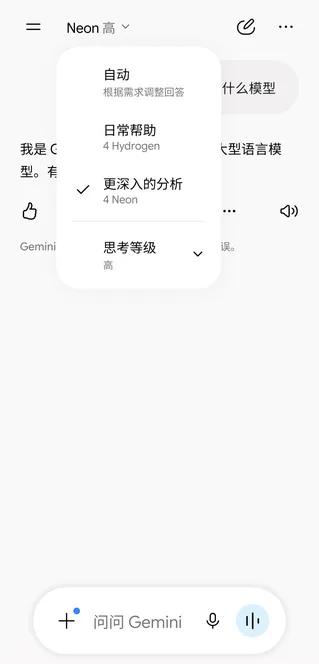 Neon 高
什么模型
自动
根据需求调整回答
日常帮助
4 Hydrogen
更深入的分析
4 Neon
思考等级
高
我是 G
大型语言模
型。有
Gemini
误。
问问 Gemini